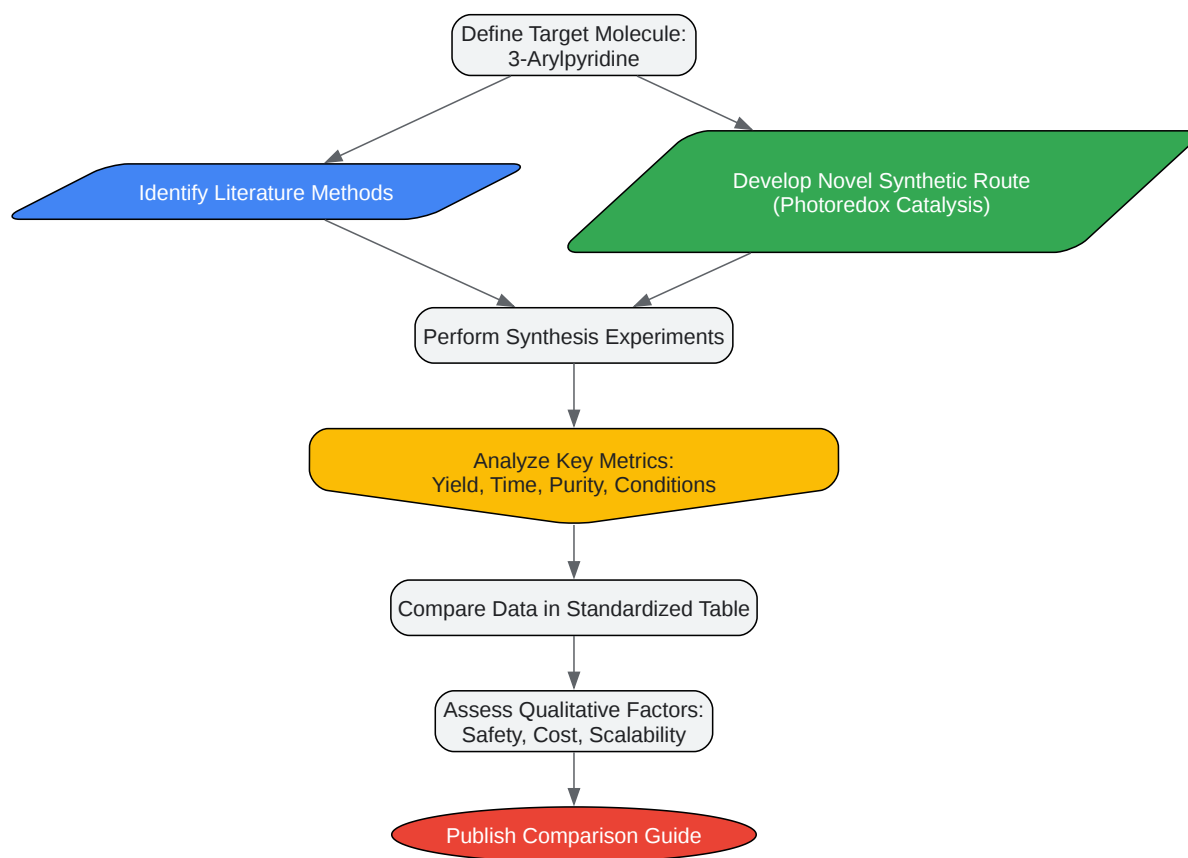 Define Target Molecule:
3-Arylpyridine
Identify Literature Methods
Develop Novel Synthetic Route
(Photoredox Catalysis)
Perform Synthesis Experiments
Analyze Key Metrics:
Yield, Time, Purity, Conditions
Compare Data in Standardized Table
Assess Qualitative Factors:
Safety, Cost, Scalability
Publish Comparison Guide